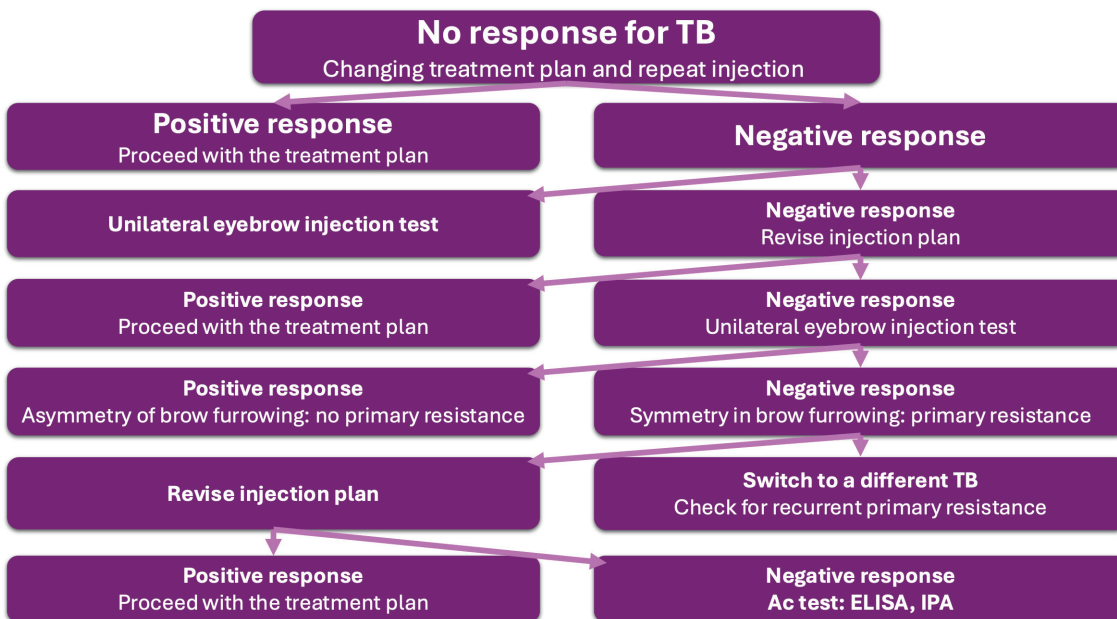 No response for TB
Changing treatment plan and repeat injection
Positive response
Proceed with the treatment plan
Negative response
Unilateral eyebrow injection test
Negative response
Revise injection plan
Positive response
Proceed with the treatment plan
Negative response
Unilateral eyebrow injection test
Positive response
Asymmetry of brow furrowing: no primary resistance
Negative response
Symmetry in brow furrowing: primary resistance
Revise injection plan
Switch to a different TB
Check for recurrent primary resistance
Positive response
Proceed with the treatment plan
Negative response
Ac test: ELISA, IPA